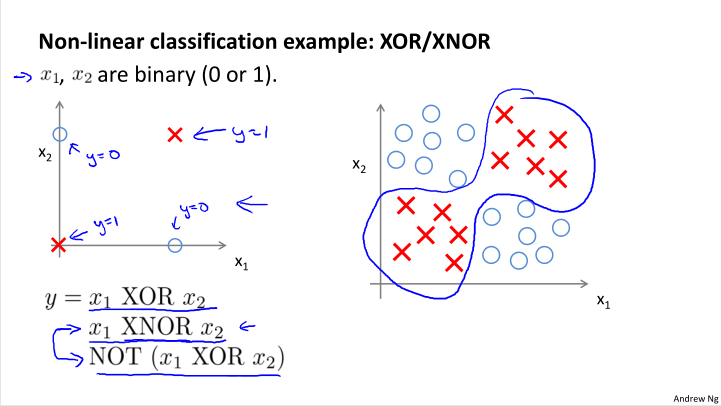 Non-linear classification example: XOR/XNOR
→ x₁, x₂ are binary (0 or 1).
x₂
y=0
y=1
y=1
y=0
x₁
x₂
x₁
y = x₁ XOR x₂
x₁ XNOR x₂
NOT (x₁ XOR x₂)
Andrew Ng